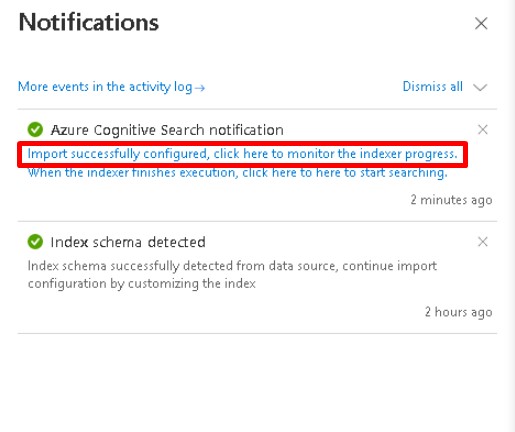 Notifications
More events in the activity log →
Dismiss all
Azure Cognitive Search notification
Import successfully configured, click here to monitor the indexer progress.
When the indexer finishes execution, click here to here to start searching.
2 minutes ago
Index schema detected
Index schema successfully detected from data source, continue import
configuration by customizing the index
2 hours ago